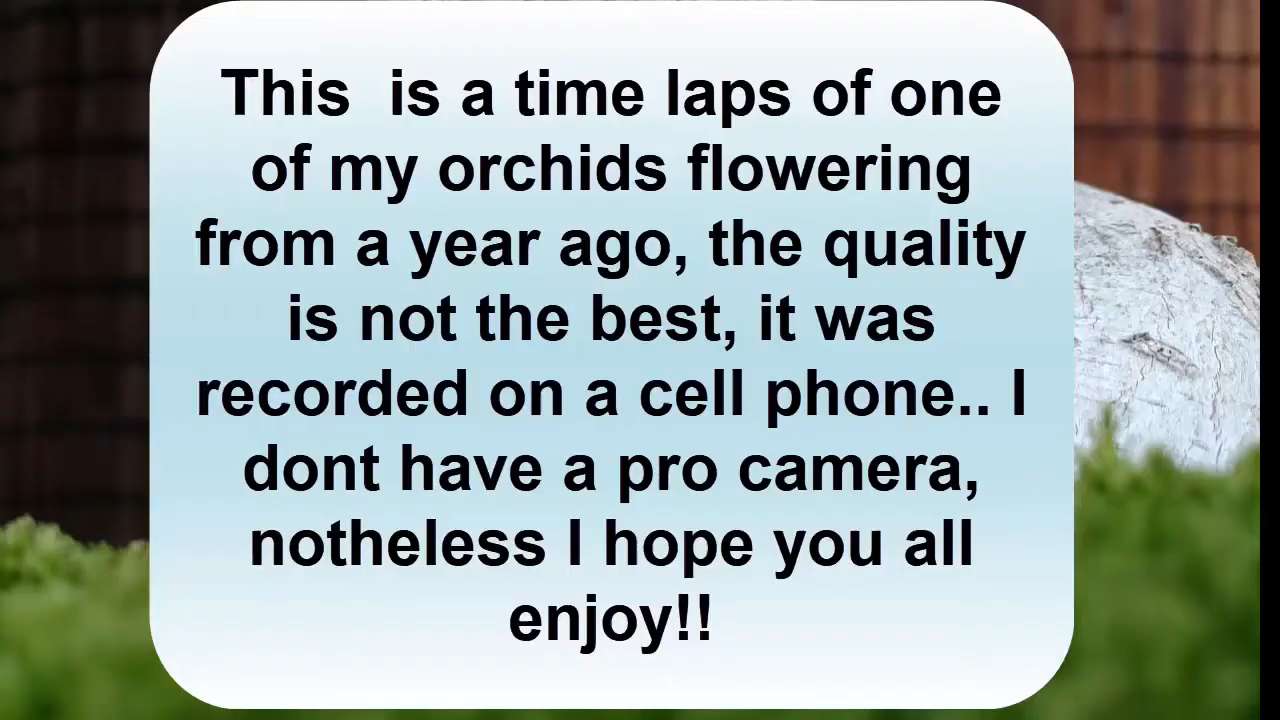 This  is a time laps of one
of my orchids flowering
from a year ago, the quality
is not the best, it was
recorded on a cell phone.. I
dont have a pro camera,
notheless I hope you all
enjoy!!